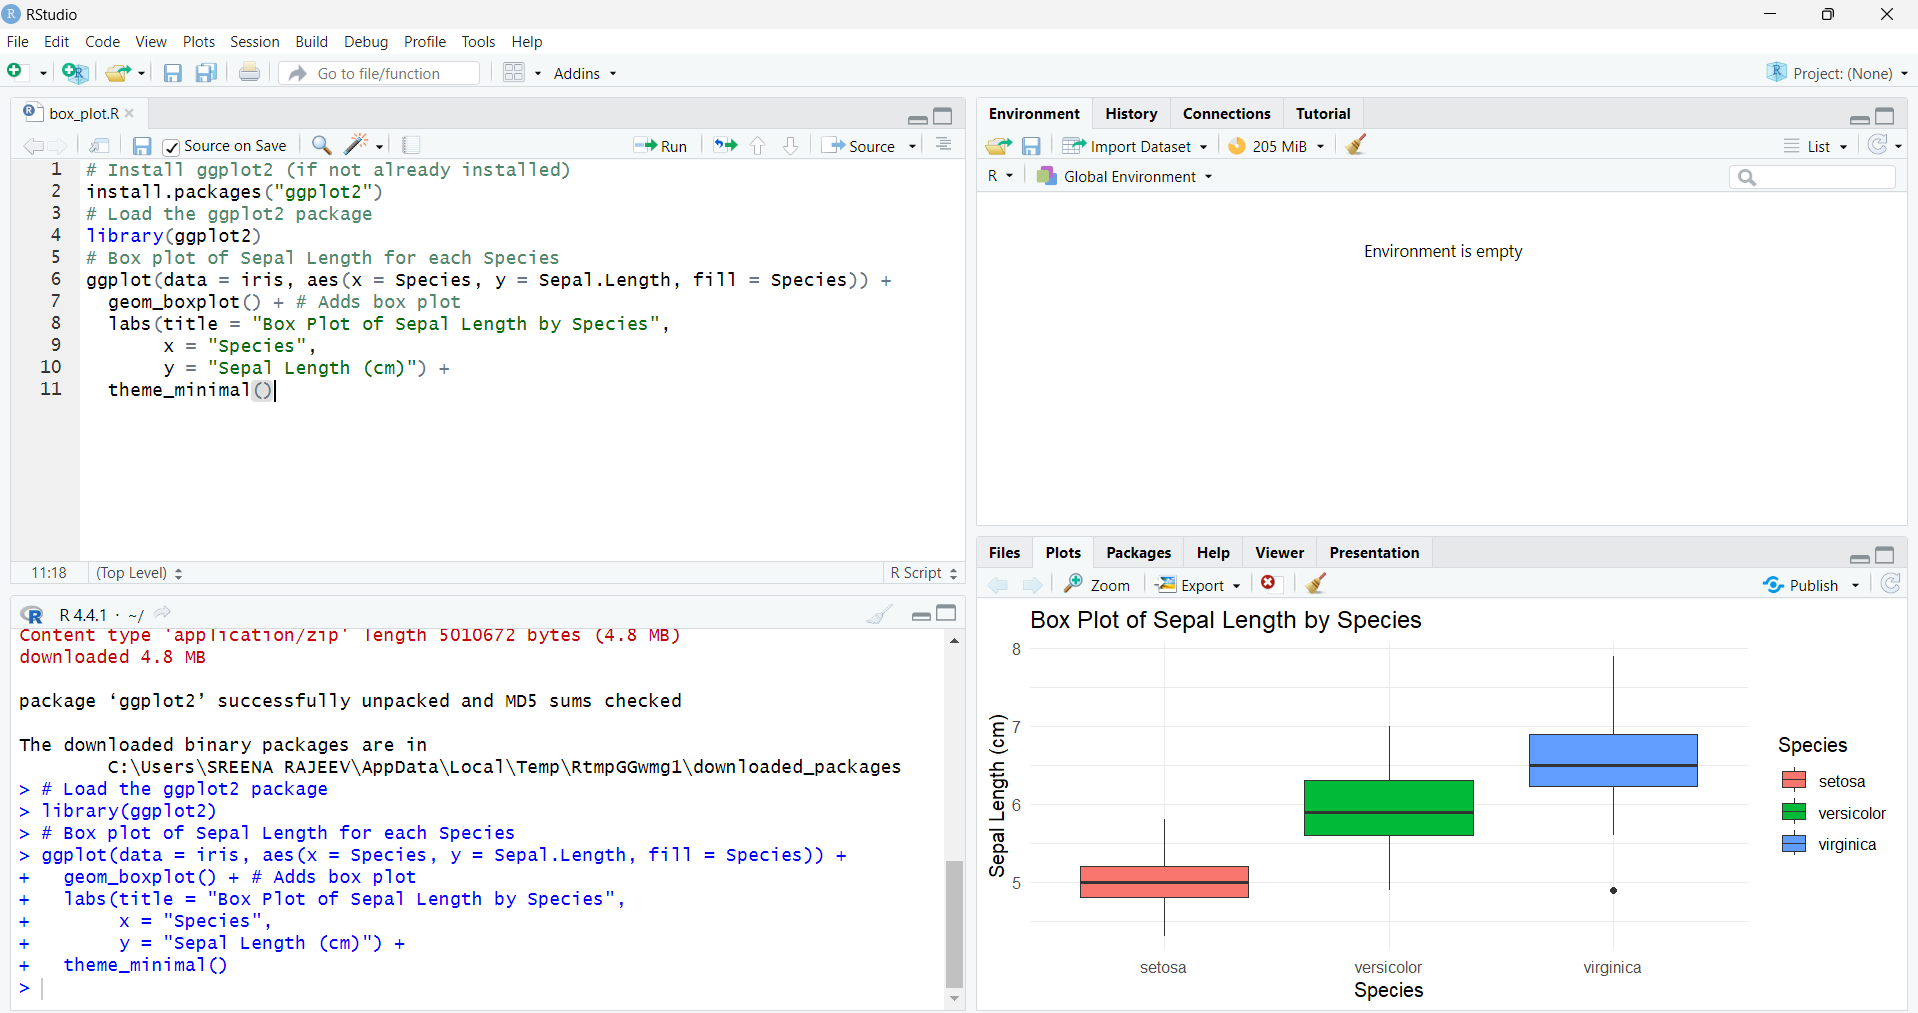 RStudio
File Edit Code View Plots Session Build Debug Profile Tools Help
Go to file/function Addins Project: (None)
box_plot.R
Source on Save Run Source
1 # Install ggplot2 (if not already installed)
2 install.packages("ggplot2")
3 # Load the ggplot2 package
4 library(ggplot2)
5 # Box plot of Sepal Length for each Species
6 ggplot(data = iris, aes(x = Species, y = Sepal.Length, fill = Species)) +
7   geom_boxplot() + # Adds box plot
8   labs(title = "Box Plot of Sepal Length by Species",
9        x = "Species",
10        y = "Sepal Length (cm)") +
11   theme_minimal()
11:18 (Top Level) R Script
R R 4.4.1 · ~/
Content type 'application/zip' length 5010672 bytes (4.8 MB)
downloaded 4.8 MB
package ‘ggplot2’ successfully unpacked and MD5 sums checked
The downloaded binary packages are in
        C:\Users\SREENA RAJEEV\AppData\Local\Temp\RtmpGGwmg1\downloaded_packages
> # Load the ggplot2 package
> library(ggplot2)
> # Box plot of Sepal Length for each Species
> ggplot(data = iris, aes(x = Species, y = Sepal.Length, fill = Species)) +
+   geom_boxplot() + # Adds box plot
+   labs(title = "Box Plot of Sepal Length by Species",
+        x = "Species",
+        y = "Sepal Length (cm)") +
+   theme_minimal()
>
Environment History Connections Tutorial
Import Dataset 205 MiB List
R Global Environment
Environment is empty
Files Plots Packages Help Viewer Presentation
Zoom Export Publish
Box Plot of Sepal Length by Species
Sepal Length (cm)
8
7
6
5
setosa versicolor virginica
Species
Species
setosa
versicolor
virginica